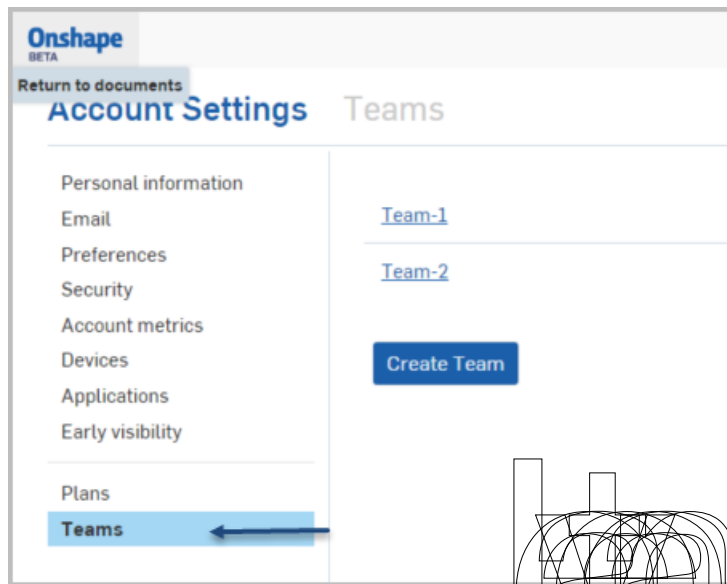 Onshape
BETA
Return to documents
Account Settings Teams
Personal information
Email
Preferences
Security
Account metrics
Devices
Applications
Early visibility
Plans
Teams
Team-1
Team-2
Create Team